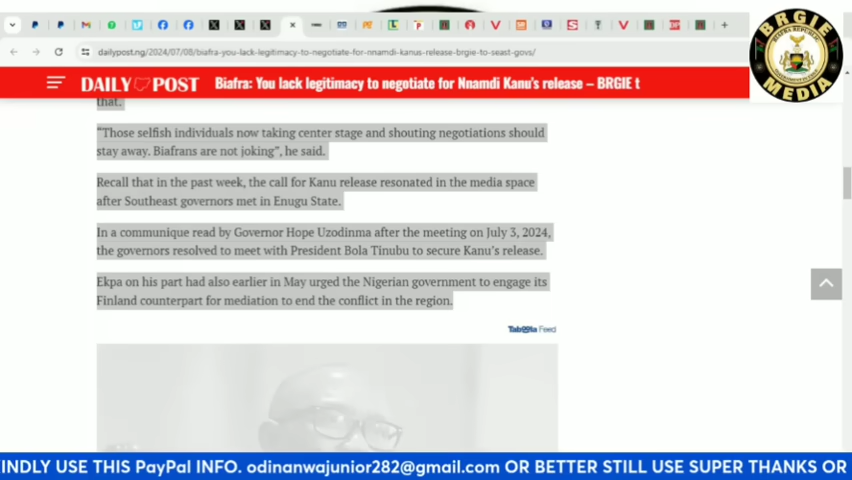 dailypost.ng/2024/07/08/biafra-you-lack-legitimacy-to-negotiate-for-nnamdi-kanus-release-brgie-to-seast-govs/
BRGIE
MEDIA
DAILY POST Biafra: You lack legitimacy to negotiate for Nnamdi Kanu's release – BRGIE t
that.
“Those selfish individuals now taking center stage and shouting negotiations should
stay away. Biafrans are not joking”, he said.
Recall that in the past week, the call for Kanu release resonated in the media space
after Southeast governors met in Enugu State.
In a communique read by Governor Hope Uzodinma after the meeting on July 3, 2024,
the governors resolved to meet with President Bola Tinubu to secure Kanu’s release.
Ekpa on his part had also earlier in May urged the Nigerian government to engage its
Finland counterpart for mediation to end the conflict in the region.
Taboola Feed
INDLY USE THIS PayPal INFO. odinanwajunior282@gmail.com OR BETTER STILL USE SUPER THANKS OR